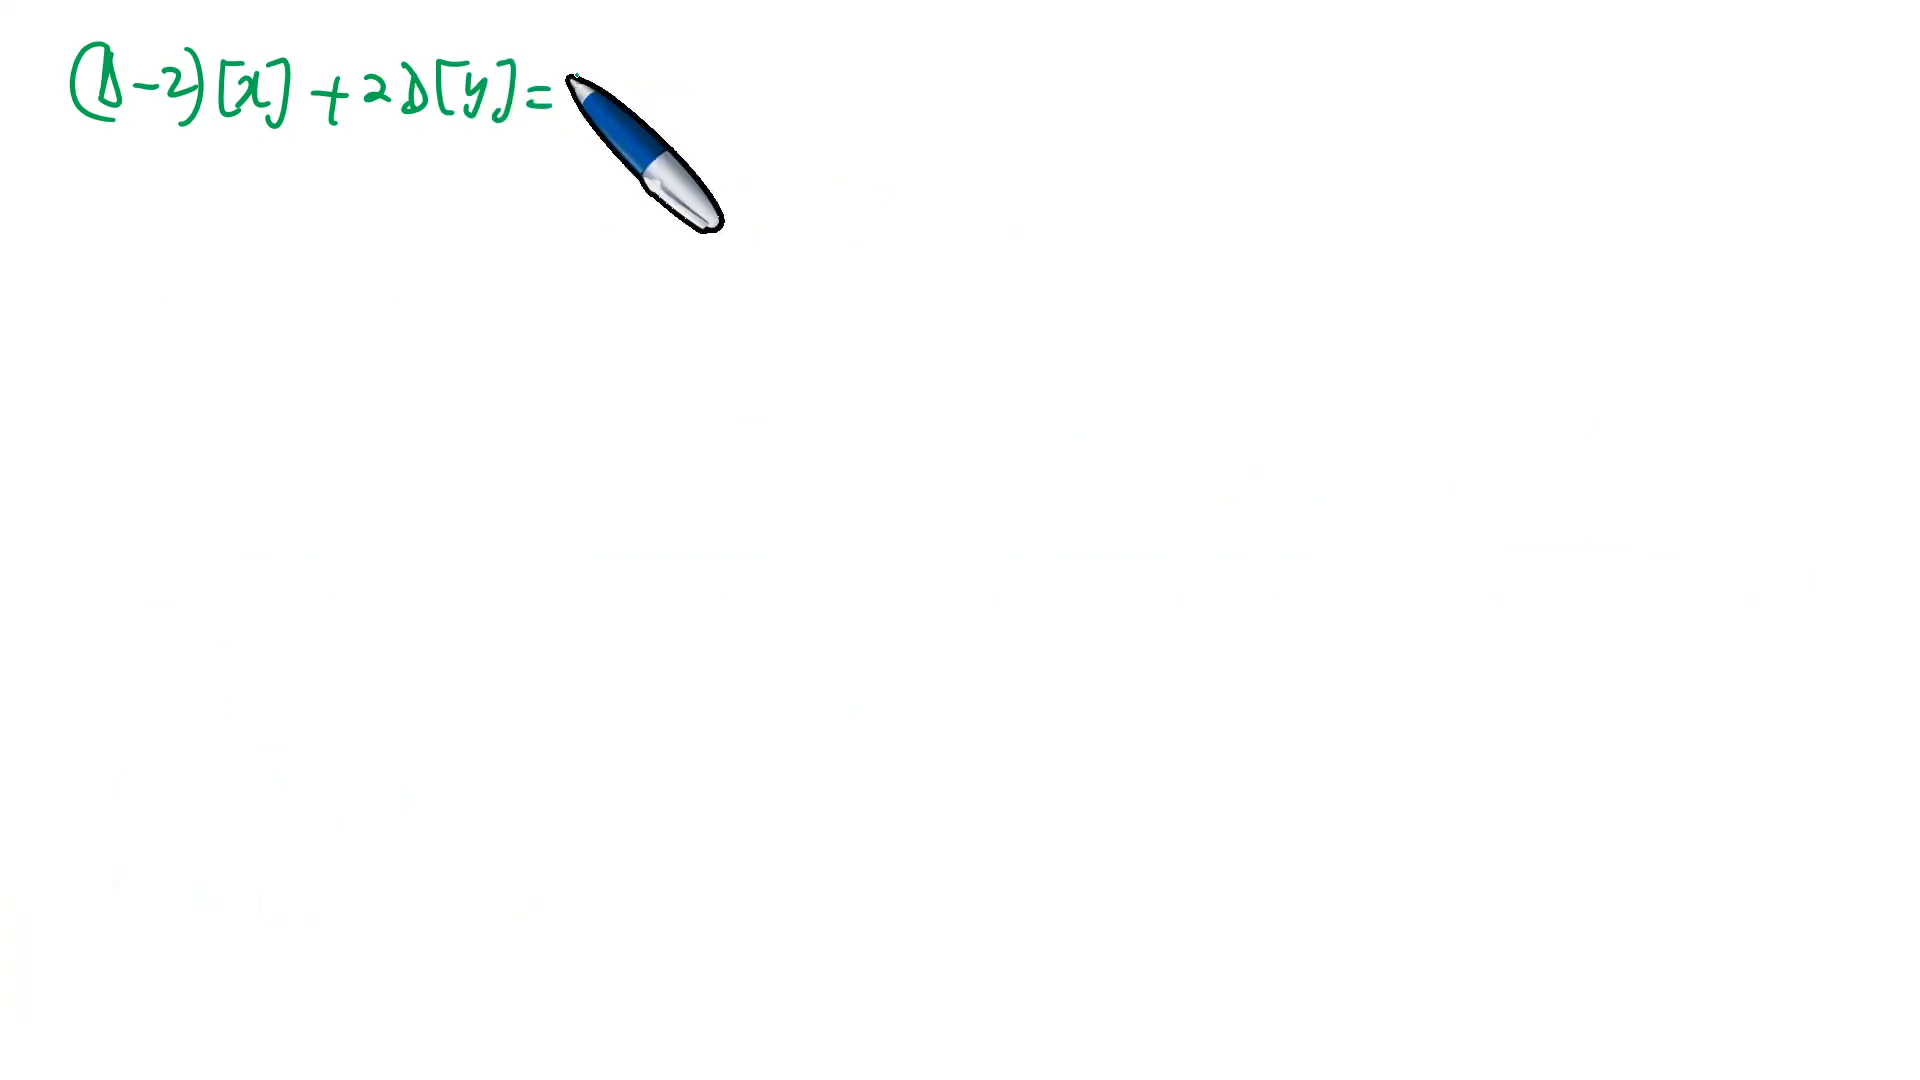 (D-2)[x] + 2D[y] =